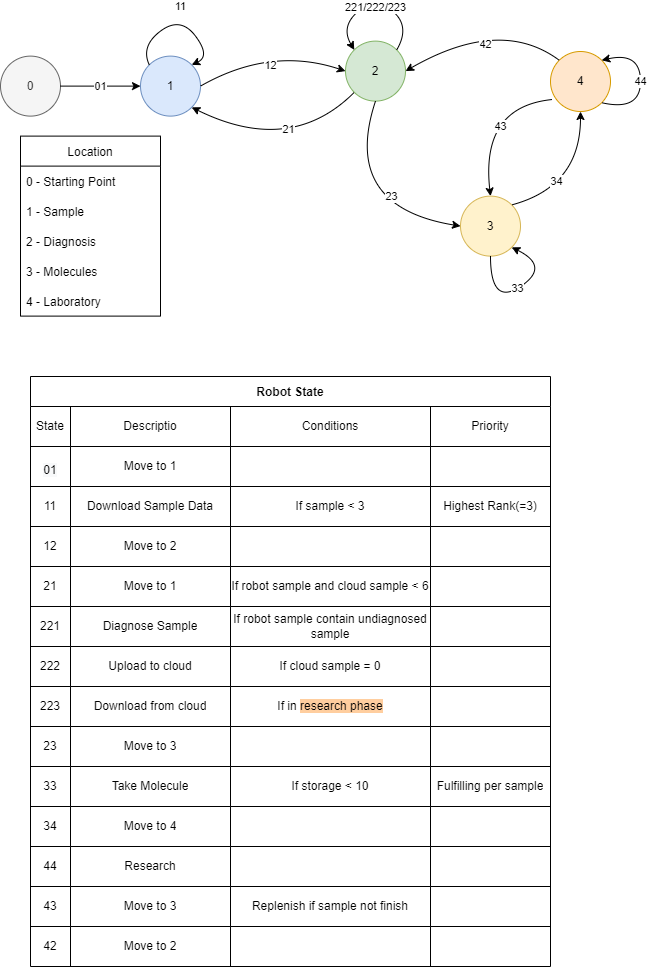 11
221/222/223
0
01
1
12
2
42
4
44
21
43
23
34
3
33
Location
0 - Starting Point
1 - Sample
2 - Diagnosis
3 - Molecules
4 - Laboratory
Robot State
State Descriptio Conditions Priority
01 Move to 1
11 Download Sample Data If sample < 3 Highest Rank(=3)
12 Move to 2
21 Move to 1 If robot sample and cloud sample < 6
221 Diagnose Sample If robot sample contain undiagnosed
sample
222 Upload to cloud If cloud sample = 0
223 Download from cloud If in research phase
23 Move to 3
33 Take Molecule If storage < 10 Fulfilling per sample
34 Move to 4
44 Research
43 Move to 3 Replenish if sample not finish
42 Move to 2